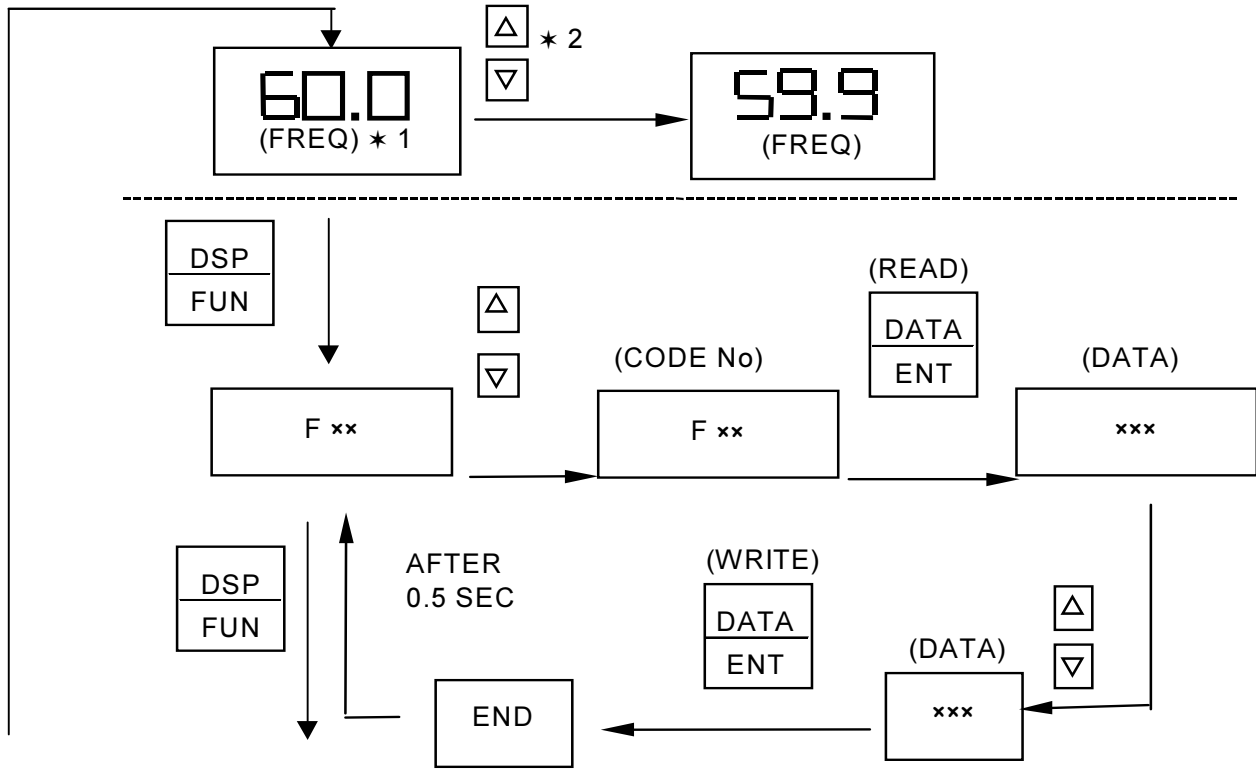 △
▽
✶ 2
60.0
(FREQ) ✶ 1
59.9
(FREQ)
DSP
FUN
△
▽
(READ)
DATA
ENT
(CODE No)
(DATA)
F ××
F ××
×××
DSP
FUN
AFTER
0.5 SEC
(WRITE)
DATA
ENT
△
▽
(DATA)
×××
END